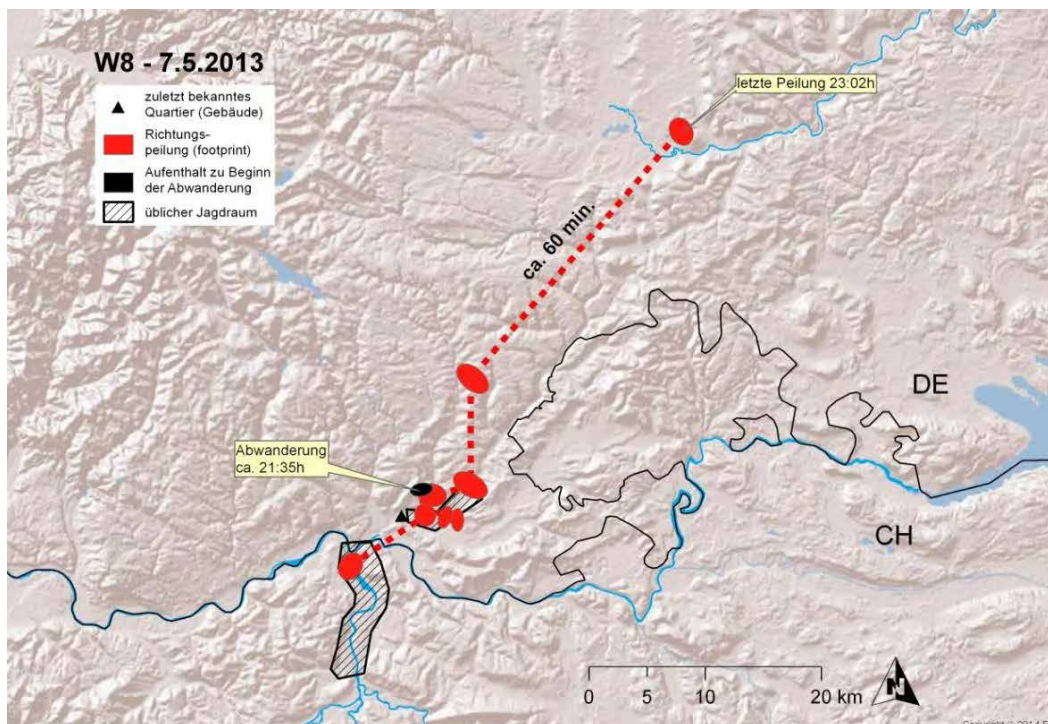 W8 - 7.5.2013
zuletzt bekanntes
Quartier (Gebäude)
Richtungs-
peilung (footprint)
Aufenthalt zu Beginn
der Abwanderung
üblicher Jagdraum
letzte Peilung 23:02h
ca. 60 min.
Abwanderung
ca. 21:35h
DE
CH
0 5 10 20 km
N